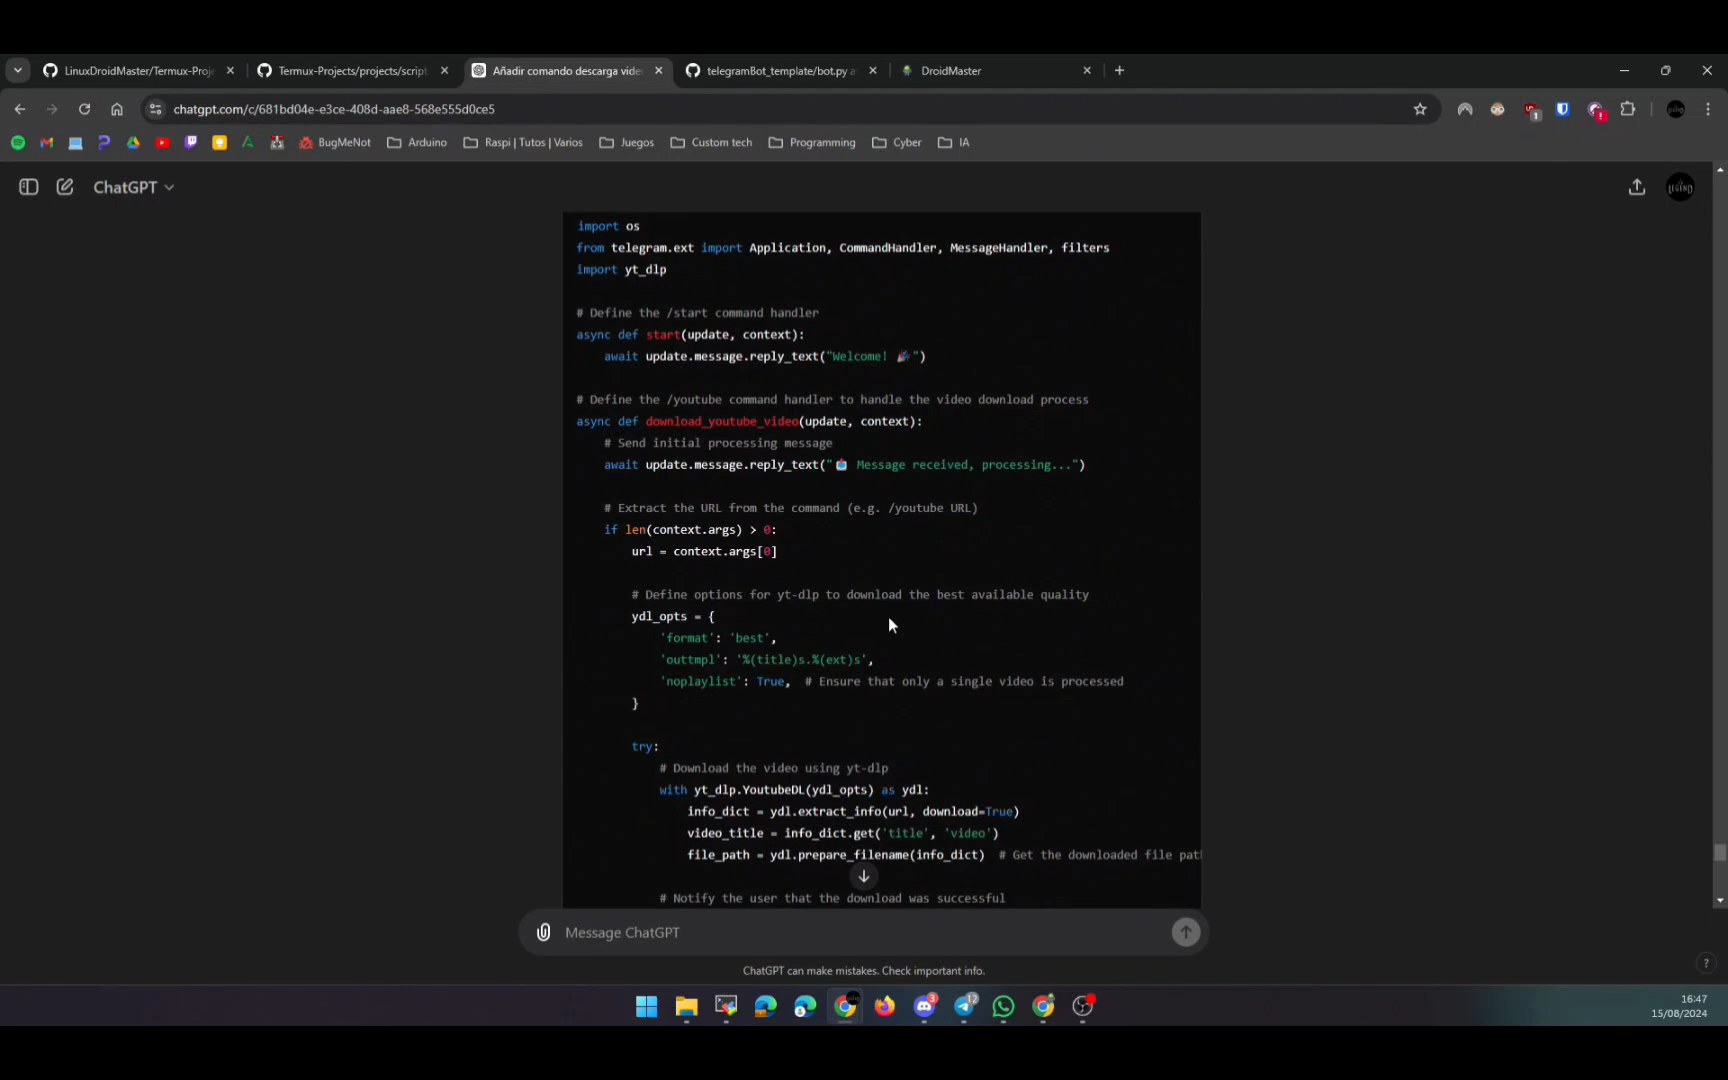 LinuxDroidMaster/Termux-Proj
Termux-Projects/projects/script
Añadir comando descarga vide
telegramBot_template/bot.py a
DroidMaster
chatgpt.com/c/681bd04e-e3ce-408d-aae8-568e555d0ce5
1
BugMeNot
Arduino
Raspi | Tutos | Varios
Juegos
Custom tech
Programming
Cyber
IA
ChatGPT
LEGEND
import os
from telegram.ext import Application, CommandHandler, MessageHandler, filters
import yt_dlp
# Define the /start command handler
async def start(update, context):
await update.message.reply_text("Welcome! 🎉")
# Define the /youtube command handler to handle the video download process
async def download_youtube_video(update, context):
# Send initial processing message
await update.message.reply_text("📩 Message received, processing...")
# Extract the URL from the command (e.g. /youtube URL)
if len(context.args) > 0:
url = context.args[0]
# Define options for yt-dlp to download the best available quality
ydl_opts = {
'format': 'best',
'outtmpl': '%(title)s.%(ext)s',
'noplaylist': True, # Ensure that only a single video is processed
}
try:
# Download the video using yt-dlp
with yt_dlp.YoutubeDL(ydl_opts) as ydl:
info_dict = ydl.extract_info(url, download=True)
video_title = info_dict.get('title', 'video')
file_path = ydl.prepare_filename(info_dict) # Get the downloaded file path
# Notify the user that the download was successful
Message ChatGPT
ChatGPT can make mistakes. Check important info.
?
3
12
16:47
15/08/2024